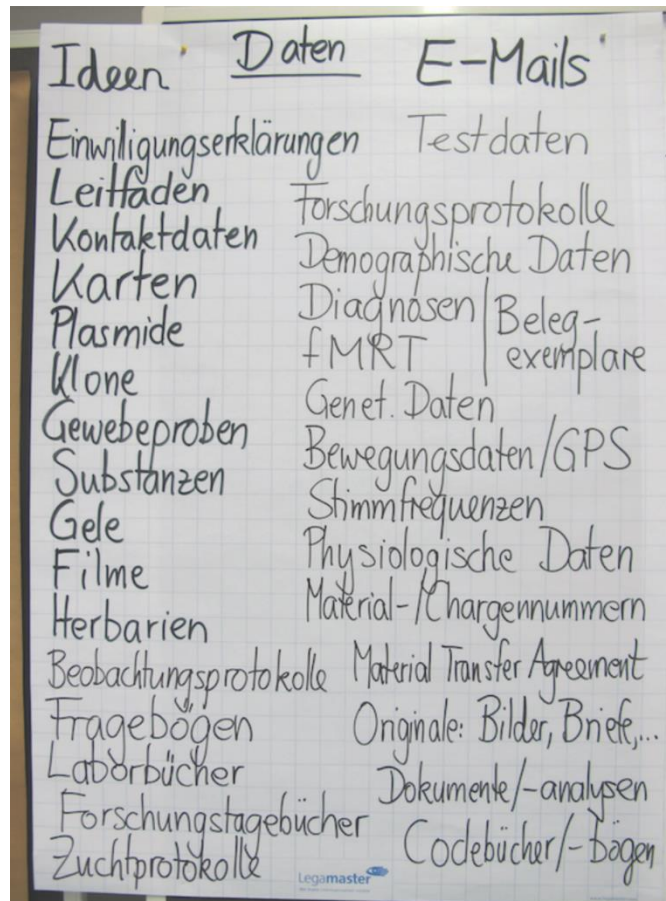 Ideen Daten E-Mails
Einwiligungserklärungen
Leitfäden
Kontaktdaten
Karten
Plasmide
Klone
Gewebeproben
Substanzen
Gele
Filme
Herbarien
Beobachtungsprotokolle
Fragebögen
Laborbücher
Forschungstagebücher
Zuchtprotokolle
Testdaten
Forschungsprotokolle
Demographische Daten
Diagnosen
fMRT
Beleg-
exemplare
Genet. Daten
Bewegungsdaten/GPS
Stimmfrequenzen
Physiologische Daten
Material-/Chargennummern
Material Transfer Agreement
Originale: Bilder, Briefe,...
Dokumente/-analysen
Codebücher/-bögen
Legamaster